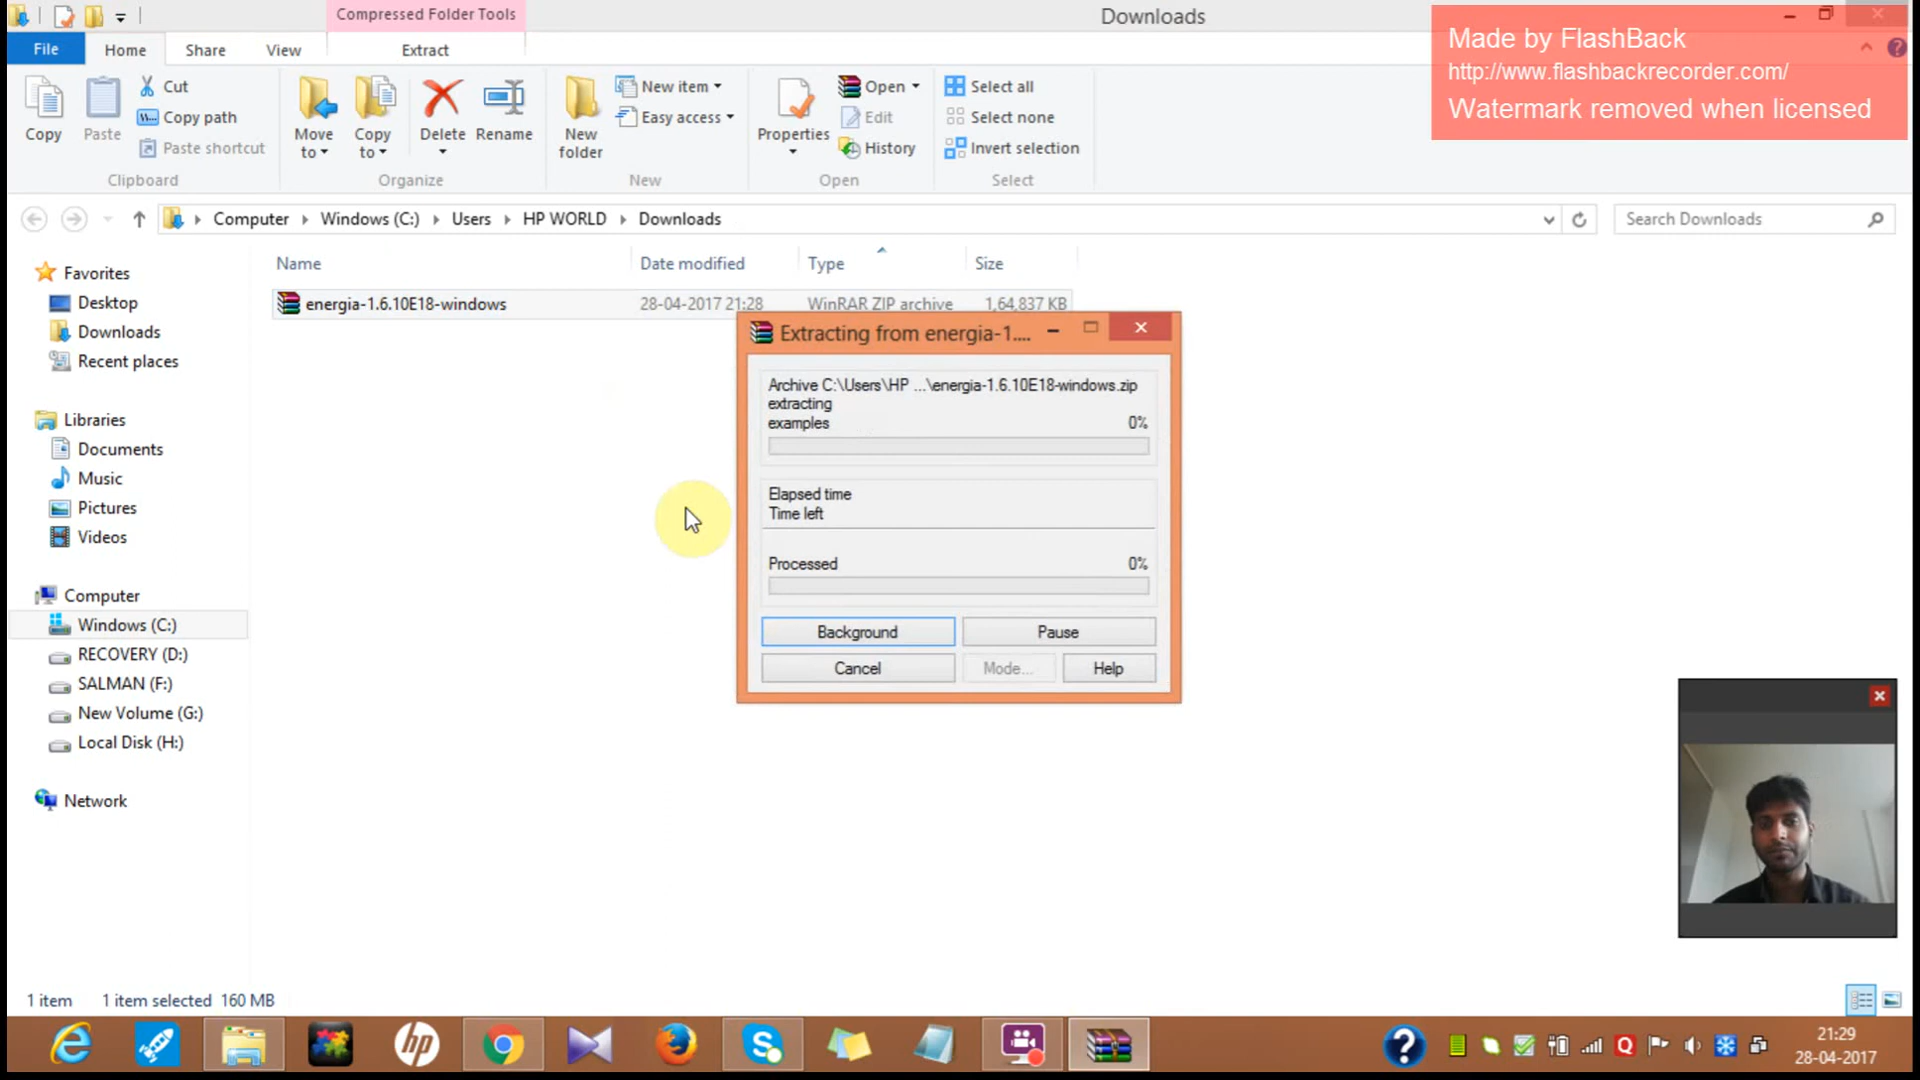 Compressed Folder Tools
Downloads
Made by FlashBack
http://www.flashbackrecorder.com/
Watermark removed when licensed
File
Home
Share
View
Extract
Copy
Paste
Cut
Copy path
Paste shortcut
Clipboard
Move to
Copy to
Delete
Rename
Organize
New folder
New item
Easy access
New
Properties
Open
Edit
History
Open
Select all
Select none
Invert selection
Select
Computer
Windows (C:)
Users
HP WORLD
Downloads
Search Downloads
Name
Date modified
Type
Size
energia-1.6.10E18-windows
28-04-2017 21:28
WinRAR ZIP archive
1,64,837 KB
Favorites
Desktop
Downloads
Recent places
Libraries
Documents
Music
Pictures
Videos
Computer
Windows (C:)
RECOVERY (D:)
SALMAN (F:)
New Volume (G:)
Local Disk (H:)
Network
Extracting from energia-1....
Archive C:\Users\HP ...\energia-1.6.10E18-windows.zip
extracting
examples 0%
Elapsed time
Time left
Processed 0%
Background
Pause
Cancel
Mode...
Help
1 item
1 item selected 160 MB
hp
21:29
28-04-2017